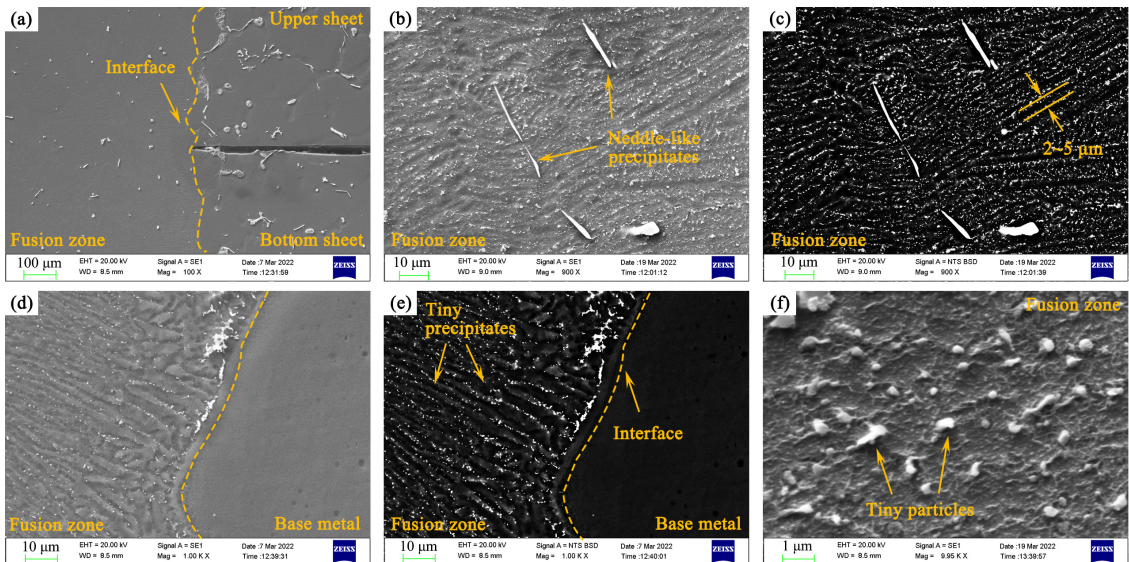 (a)
Upper sheet
Interface
Fusion zone
Bottom sheet
100 μm
EHT = 20.00 kV
WD = 8.5 mm
Signal A = SE1
Mag = 100 X
Date :7 Mar 2022
Time :12:31:59
ZEISS
(b)
Neddle-like
precipitates
Fusion zone
10 μm
EHT = 20.00 kV
WD = 9.0 mm
Signal A = SE1
Mag = 900 X
Date :19 Mar 2022
Time :12:01:12
ZEISS
(c)
2~5 μm
Fusion zone
10 μm
EHT = 20.00 kV
WD = 9.0 mm
Signal A = NTS BSD
Mag = 900 X
Date :19 Mar 2022
Time :12:01:39
ZEISS
(d)
Fusion zone
Base metal
10 μm
EHT = 20.00 kV
WD = 8.5 mm
Signal A = SE1
Mag = 1.00 K X
Date :7 Mar 2022
Time :12:39:31
ZEISS
(e)
Tiny
precipitates
Interface
Fusion zone
Base metal
10 μm
EHT = 20.00 kV
WD = 8.5 mm
Signal A = NTS BSD
Mag = 1.00 K X
Date :7 Mar 2022
Time :12:40:01
ZEISS
(f)
Fusion zone
Tiny particles
1 μm
EHT = 20.00 kV
WD = 8.5 mm
Signal A = SE1
Mag = 9.95 K X
Date :19 Mar 2022
Time :13:39:57
ZEISS